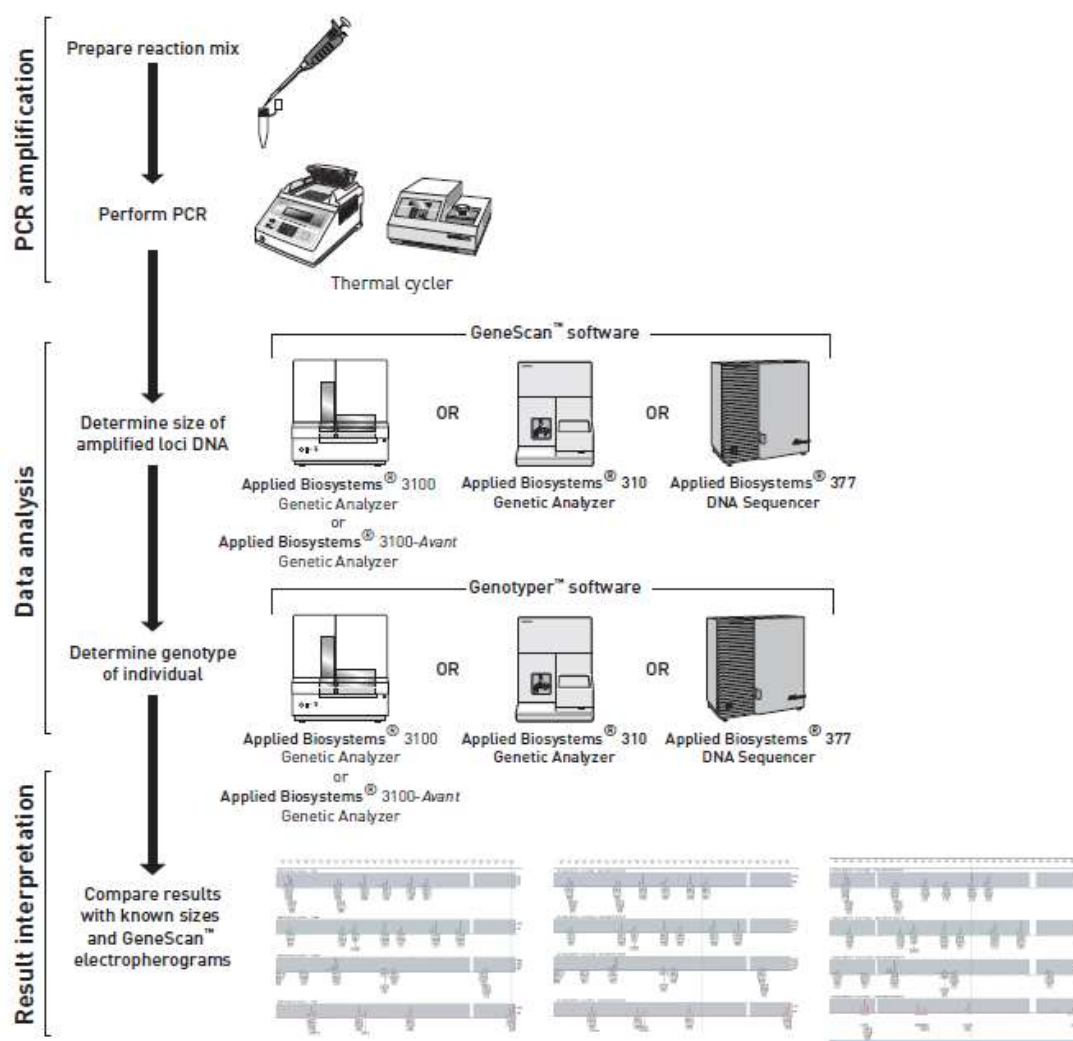 PCR amplification
Prepare reaction mix
Perform PCR
Thermal cycler
Data analysis
GeneScan™ software
Determine size of
amplified loci DNA
OR
OR
Applied Biosystems® 3100
Genetic Analyzer
or
Applied Biosystems® 3100-Avant
Genetic Analyzer
Applied Biosystems® 310
Genetic Analyzer
Applied Biosystems® 377
DNA Sequencer
Genotyper™ software
Determine genotype
of individual
OR
OR
Applied Biosystems® 3100
Genetic Analyzer
or
Applied Biosystems® 3100-Avant
Genetic Analyzer
Applied Biosystems® 310
Genetic Analyzer
Applied Biosystems® 377
DNA Sequencer
Result interpretation
Compare results
with known sizes
and GeneScan™
electropherograms